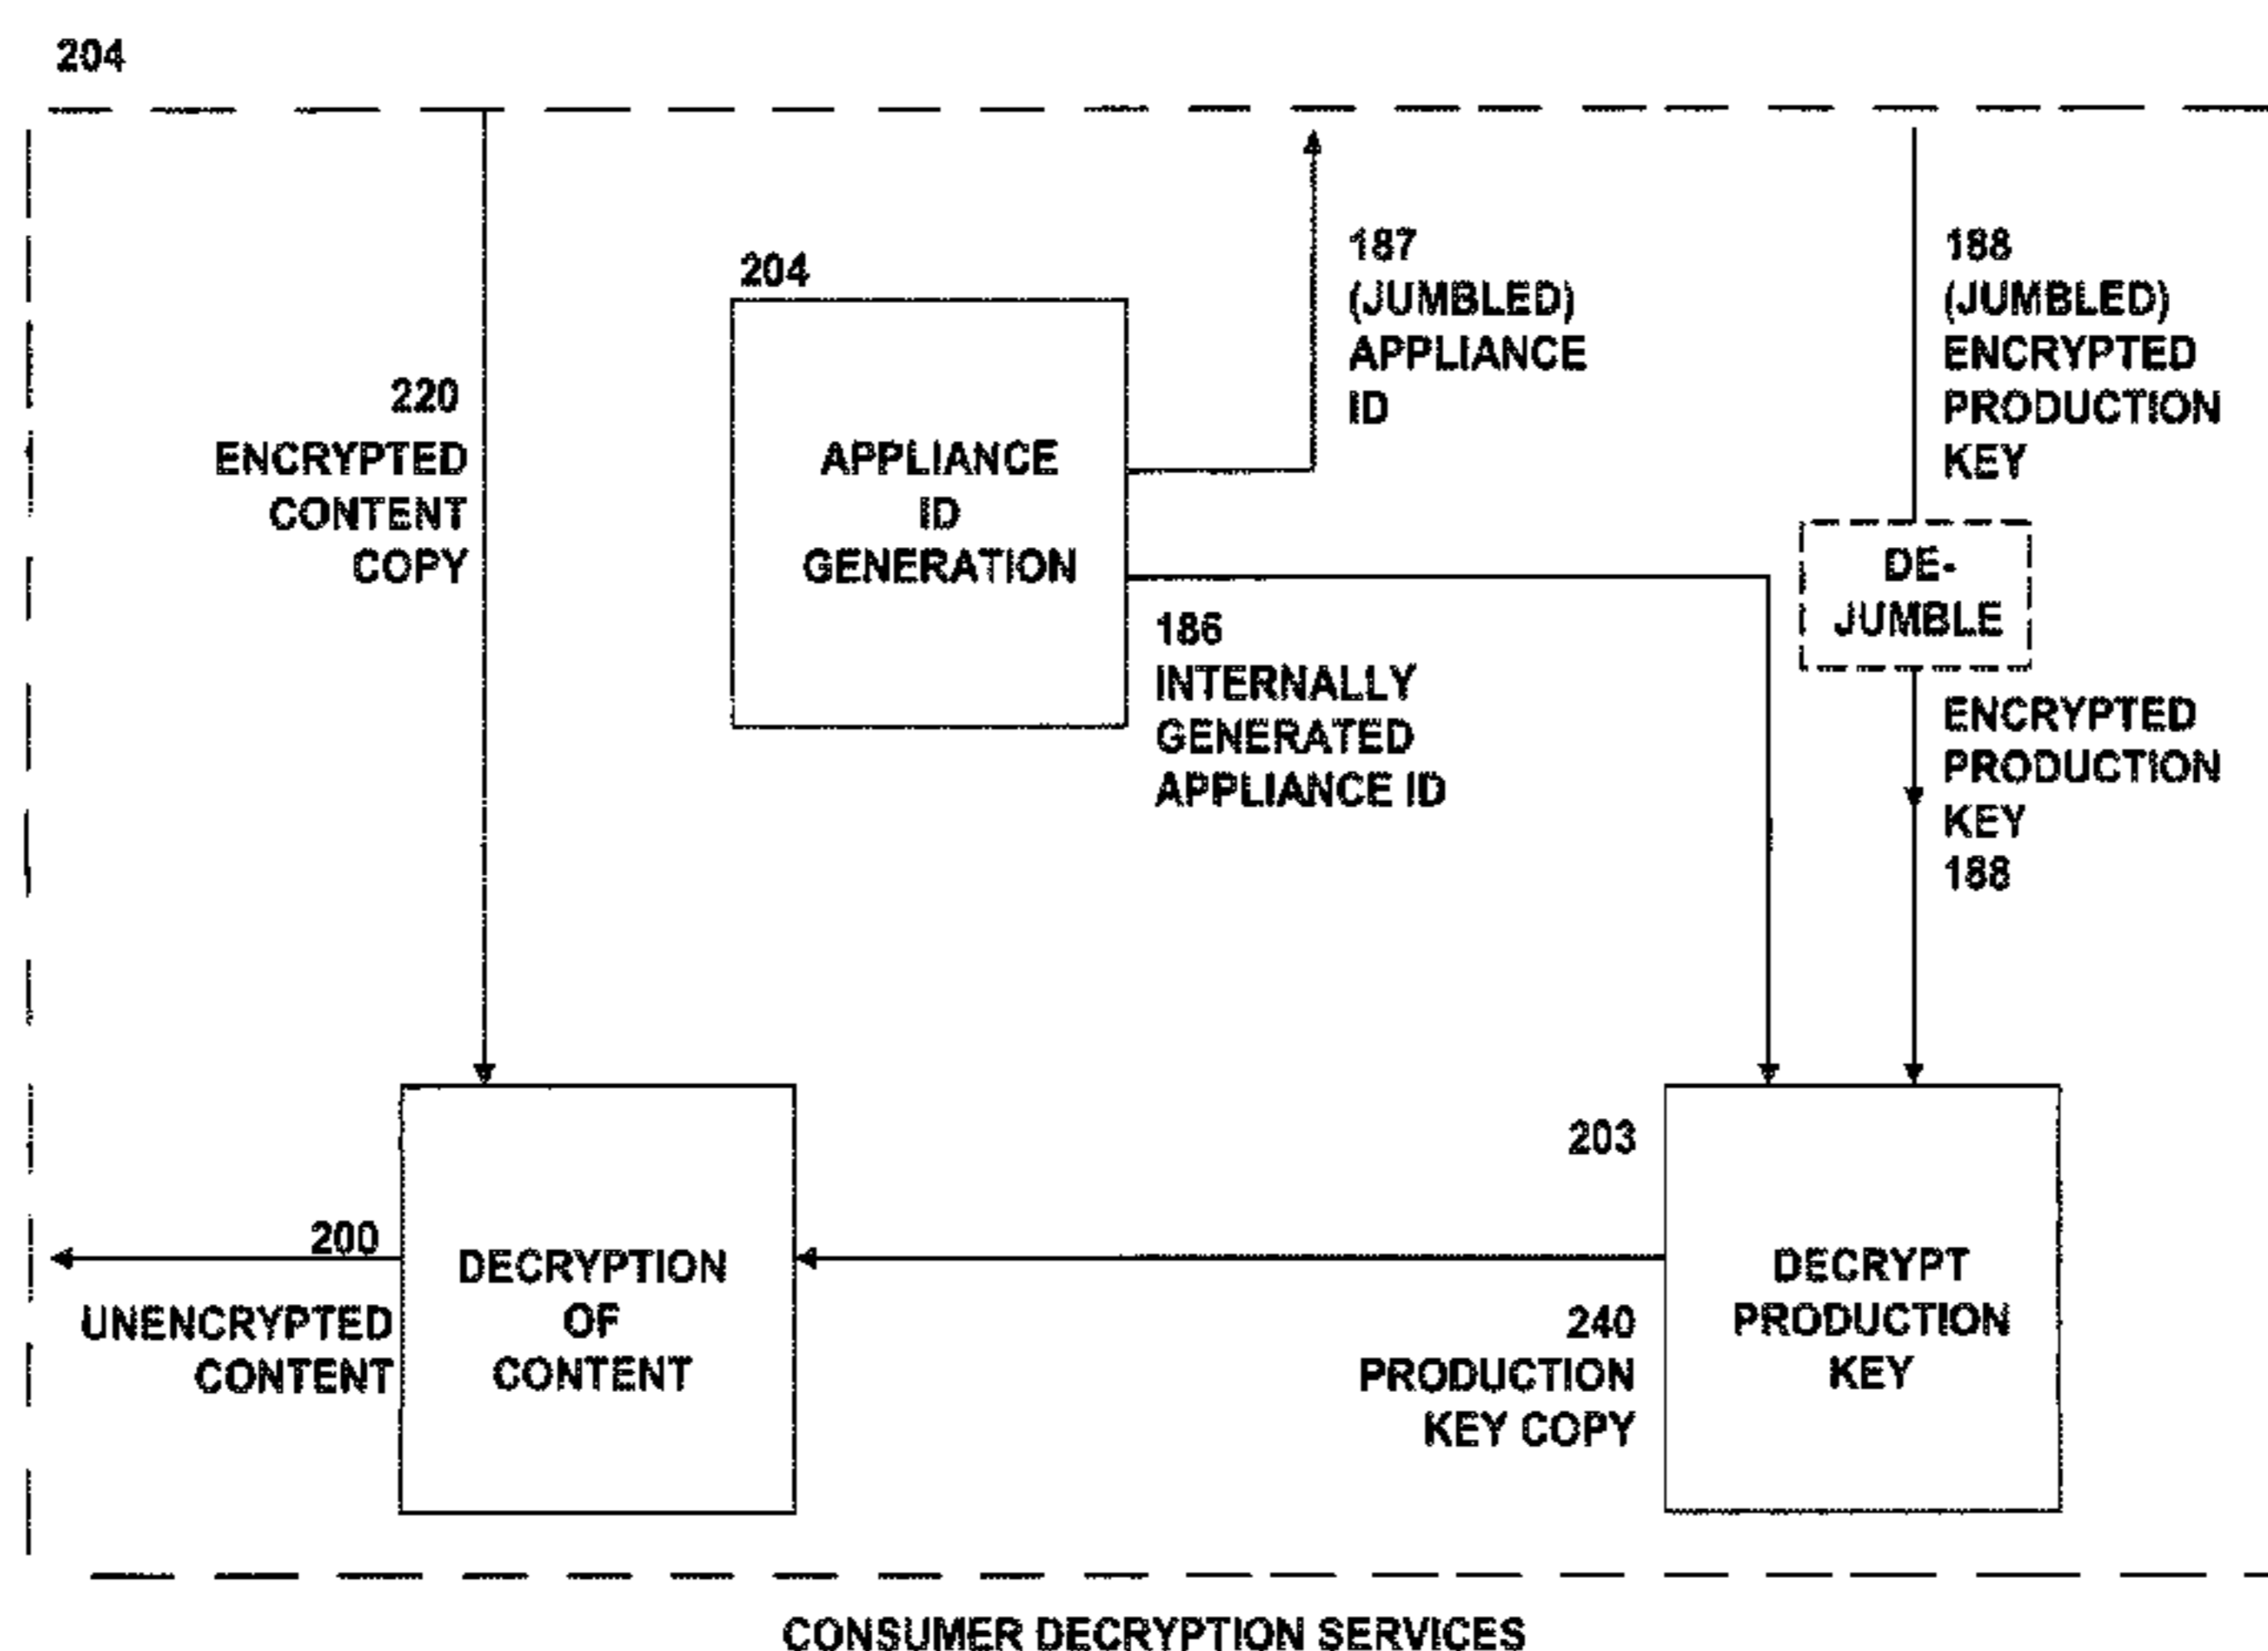 204
220
ENCRYPTED
CONTENT
COPY
204
APPLIANCE
ID
GENERATION
187
(JUMBLED)
APPLIANCE
ID
188
(JUMBLED)
ENCRYPTED
PRODUCTION
KEY
DE-
JUMBLE
186
INTERNALLY
GENERATED
APPLIANCE ID
ENCRYPTED
PRODUCTION
KEY
188
200
UNENCRYPTED
CONTENT
DECRYPTION
OF
CONTENT
203
240
PRODUCTION
KEY COPY
DECRYPT
PRODUCTION
KEY
CONSUMER DECRYPTION SERVICES